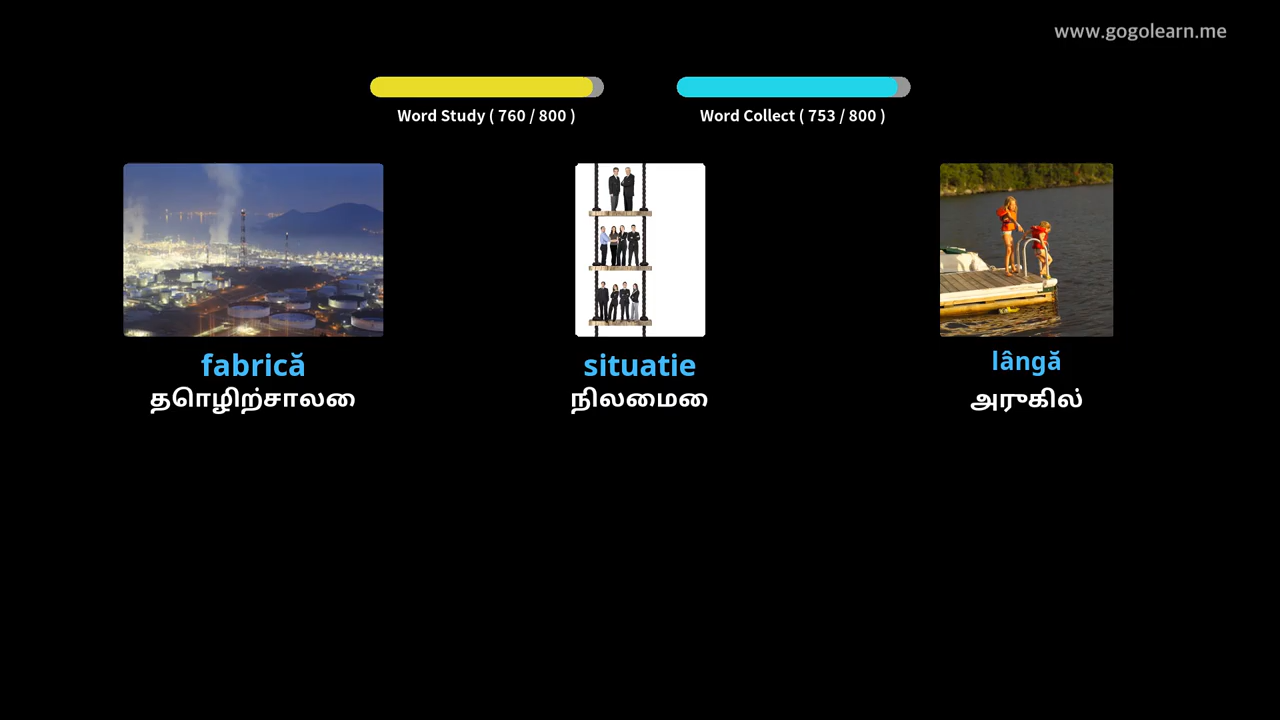 www.gogolearn.me
Word Study ( 760 / 800 )
Word Collect ( 753 / 800 )
fabrică
situatie
lângă
தொழிற்சாலை
நிலைமை
அருகில்